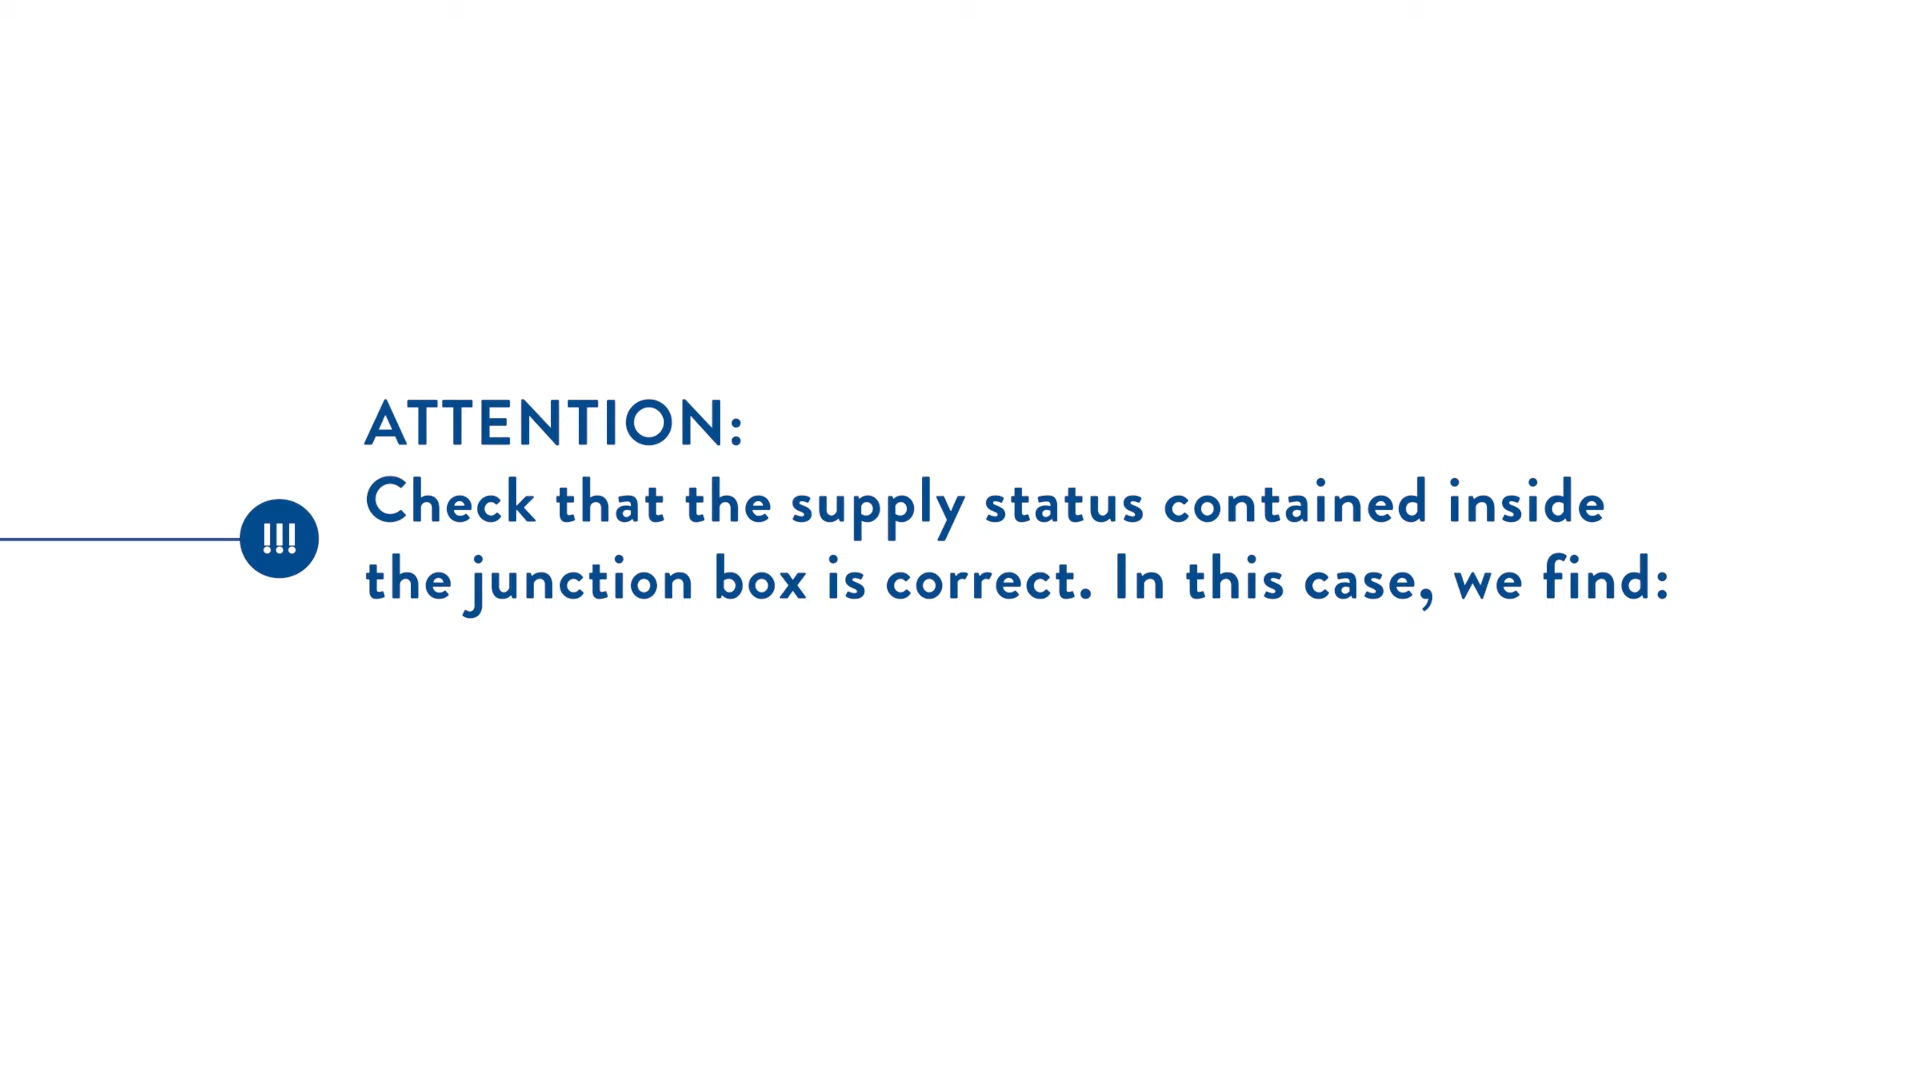 ATTENTION:
Check that the supply status contained inside
!!!
the junction box is correct. In this case, we find: